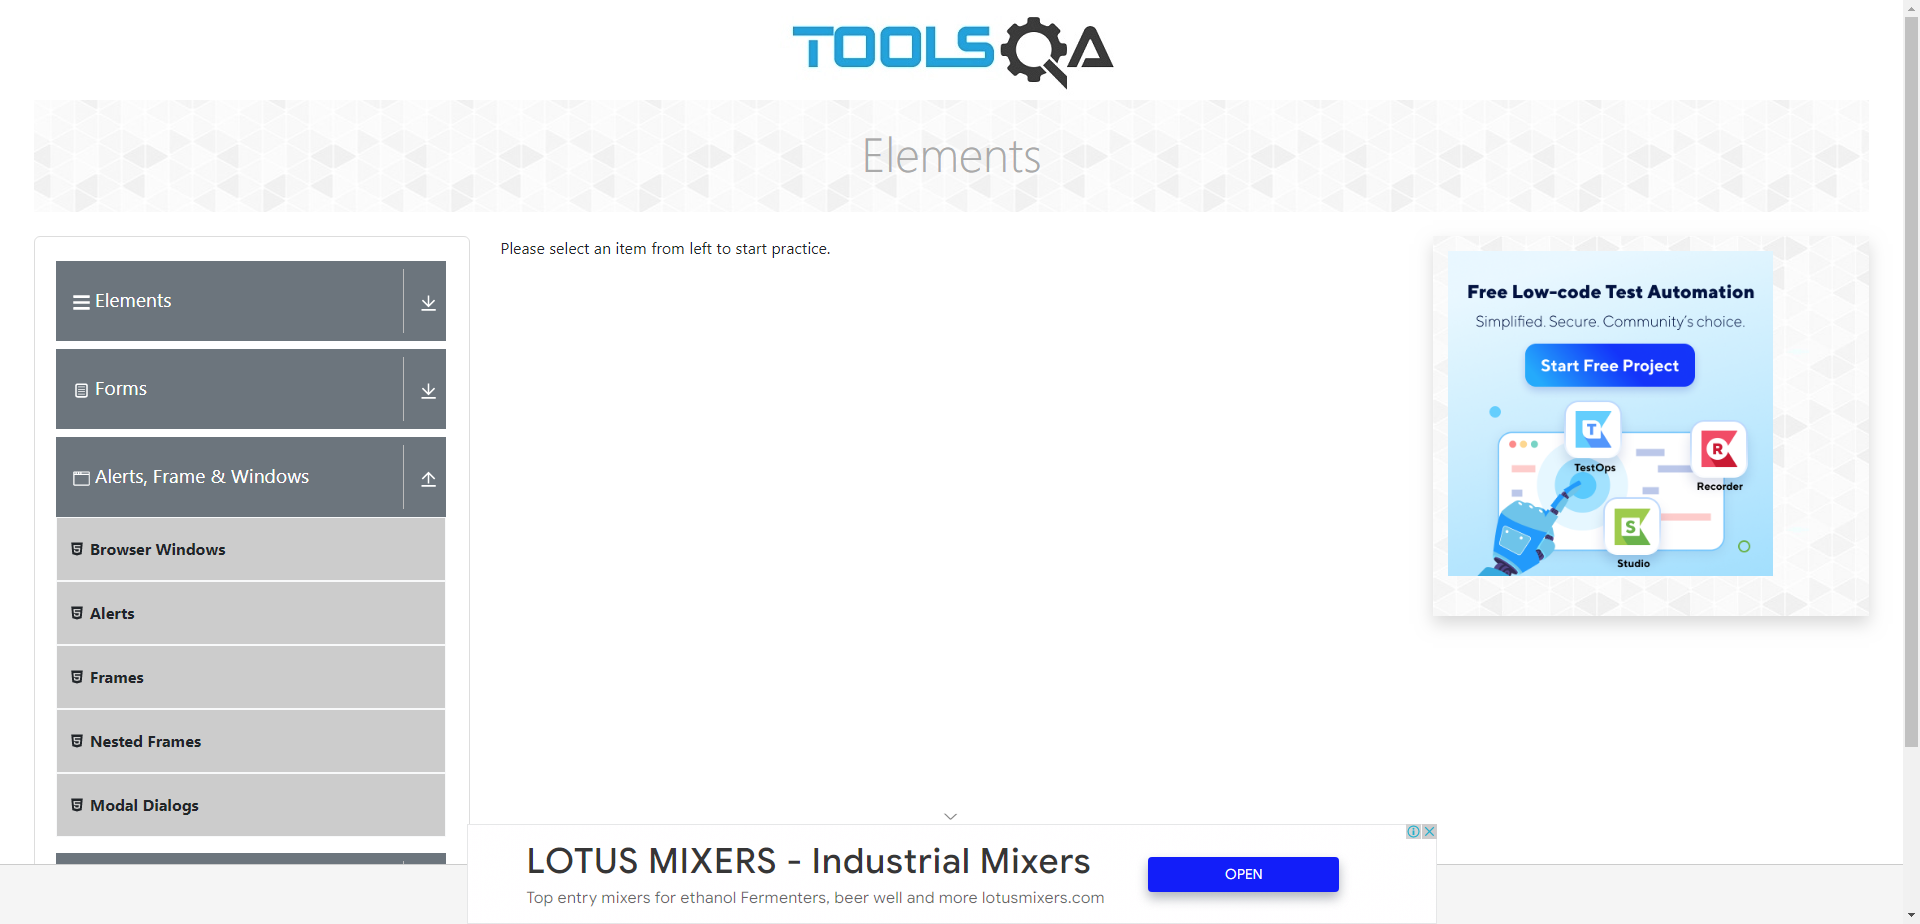 TOOLSQA
Elements
Elements
Forms
Alerts, Frame & Windows
Browser Windows
Alerts
Frames
Nested Frames
Modal Dialogs
Please select an item from left to start practice.
Free Low-code Test Automation
Simplified. Secure. Community's choice.
Start Free Project
T
TestOps
R
Recorder
S
Studio
LOTUS MIXERS - Industrial Mixers
Top entry mixers for ethanol Fermenters, beer well and more lotusmixers.com
OPEN